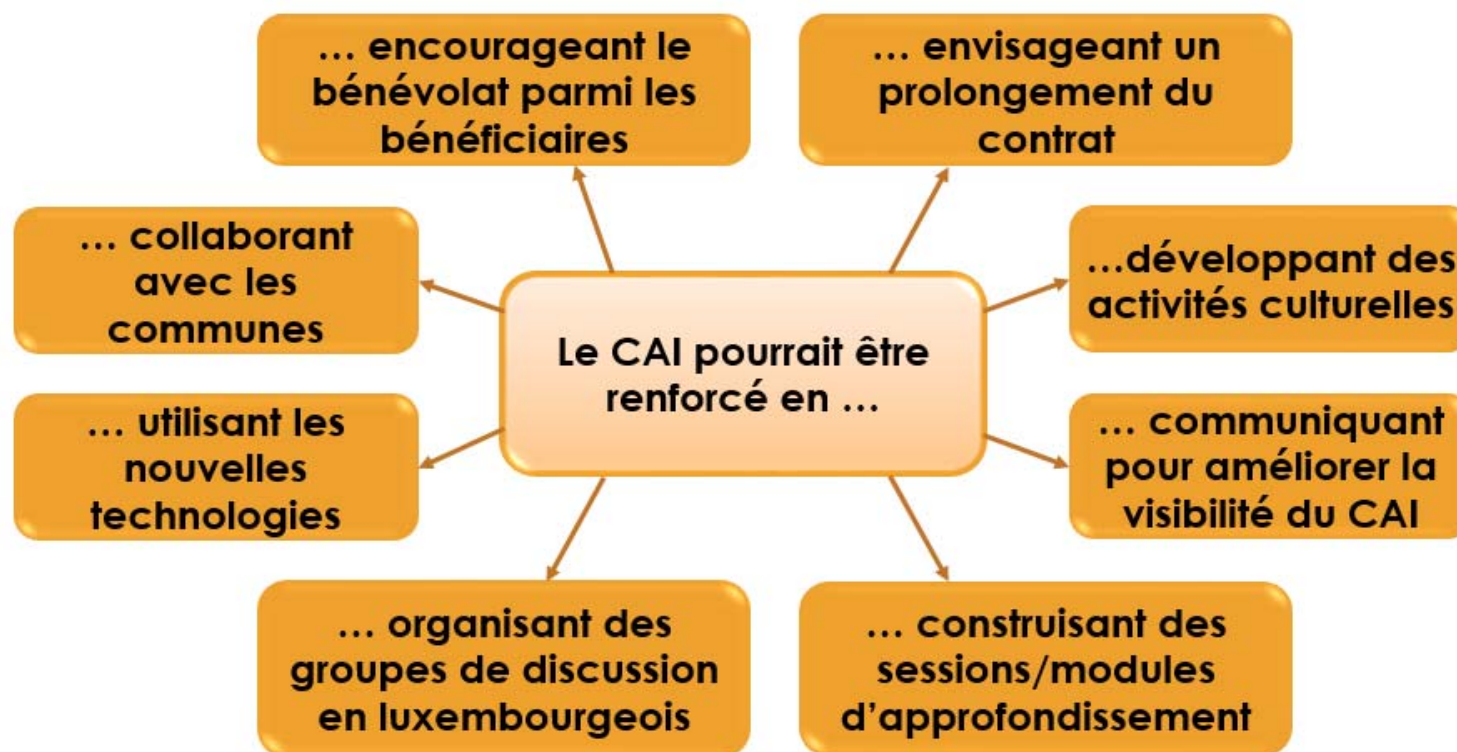 … encourageant le
bénévolat parmi les
bénéficiaires
… envisageant un
prolongement du
contrat
… collaborant
avec les
communes
…développant des
activités culturelles
Le CAI pourrait être
renforcé en …
… utilisant les
nouvelles
technologies
… communiquant
pour améliorer la
visibilité du CAI
… organisant des
groupes de discussion
en luxembourgeois
… construisant des
sessions/modules
d’approfondissement